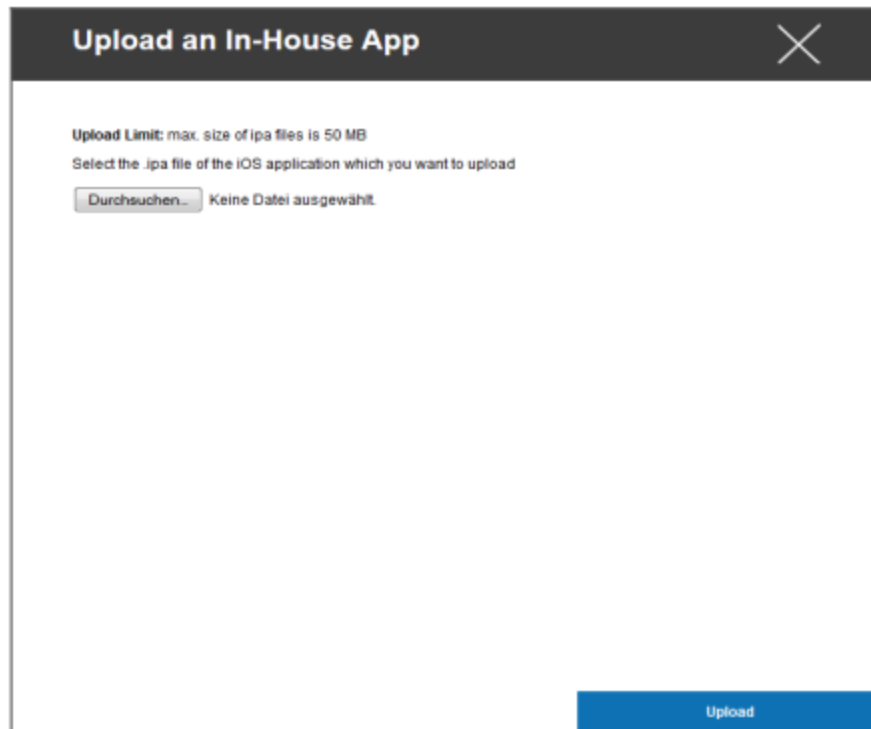 Upload an In-House App
Upload Limit: max. size of ipa files is 50 MB
Select the .ipa file of the iOS application which you want to upload
Durchsuchen... Keine Datei ausgewählt.
Upload